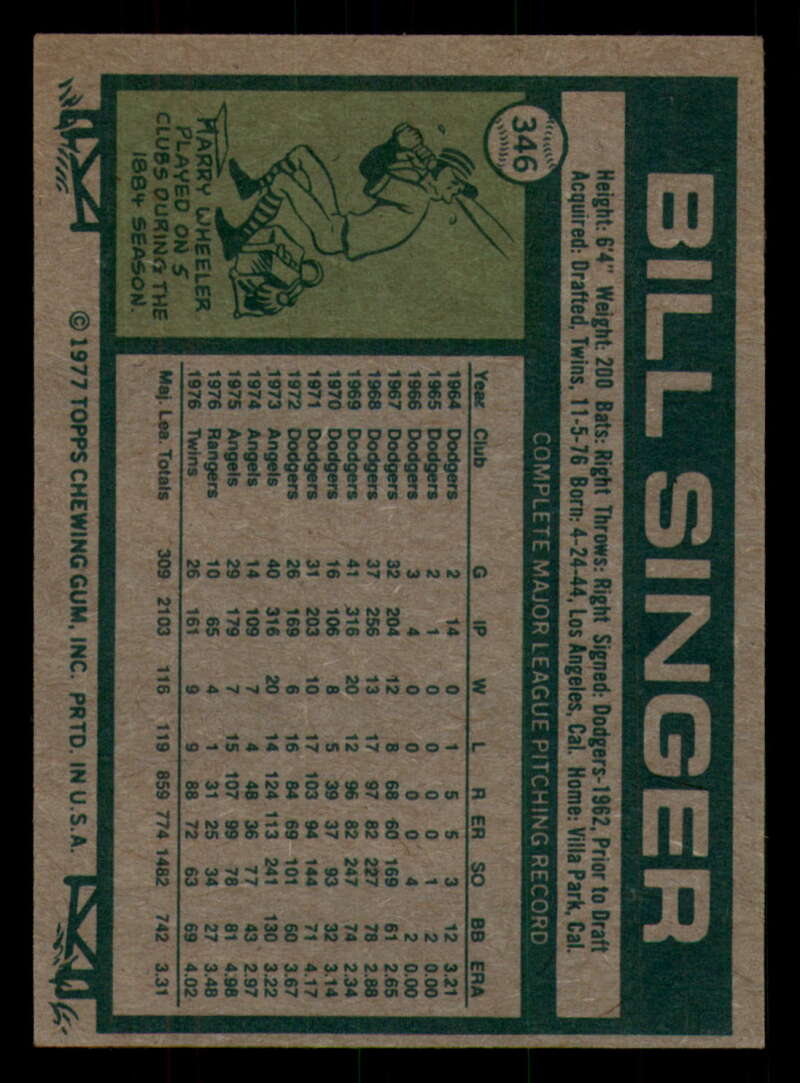 BILL SINGER
Height: 6'4" Weight: 200 Bats: Right Throws: Right Signed: Dodgers-1962, Prior to Draft
Acquired: Drafted, Twins, 11-5-76 Born: 4-24-44, Los Angeles, Cal. Home: Villa Park, Cal.
346
COMPLETE MAJOR LEAGUE PITCHING RECORD
HARRY WHEELER
PLAYED ON 5
CLUBS DURING THE
1884 SEASON.
Year Club G IP W L R ER SO BB ERA
1964 Dodgers 2 14 0 1 5 5 3 12 3.21
1965 Dodgers 2 1 0 0 0 0 1 2 0.00
1966 Dodgers 3 4 0 0 0 0 4 2 0.00
1967 Dodgers 32 204 12 8 68 60 169 61 2.65
1968 Dodgers 37 256 13 17 97 82 227 78 2.88
1969 Dodgers 41 316 20 12 96 82 247 74 2.34
1970 Dodgers 16 106 8 5 39 37 93 32 3.14
1971 Dodgers 31 203 10 17 103 94 144 71 4.17
1972 Dodgers 26 169 6 16 84 69 101 60 3.67
1973 Angels 40 316 20 14 124 113 241 130 3.22
1974 Angels 14 109 7 4 48 36 77 43 2.97
1975 Angels 29 179 7 15 107 99 78 81 4.98
1976 Rangers 10 65 4 1 31 25 34 27 3.48
1976 Twins 26 161 9 9 88 72 63 69 4.02
Maj. Lea. Totals 309 2103 116 119 859 774 1482 742 3.31
© 1977 TOPPS CHEWING GUM, INC. PRTD. IN U.S.A.